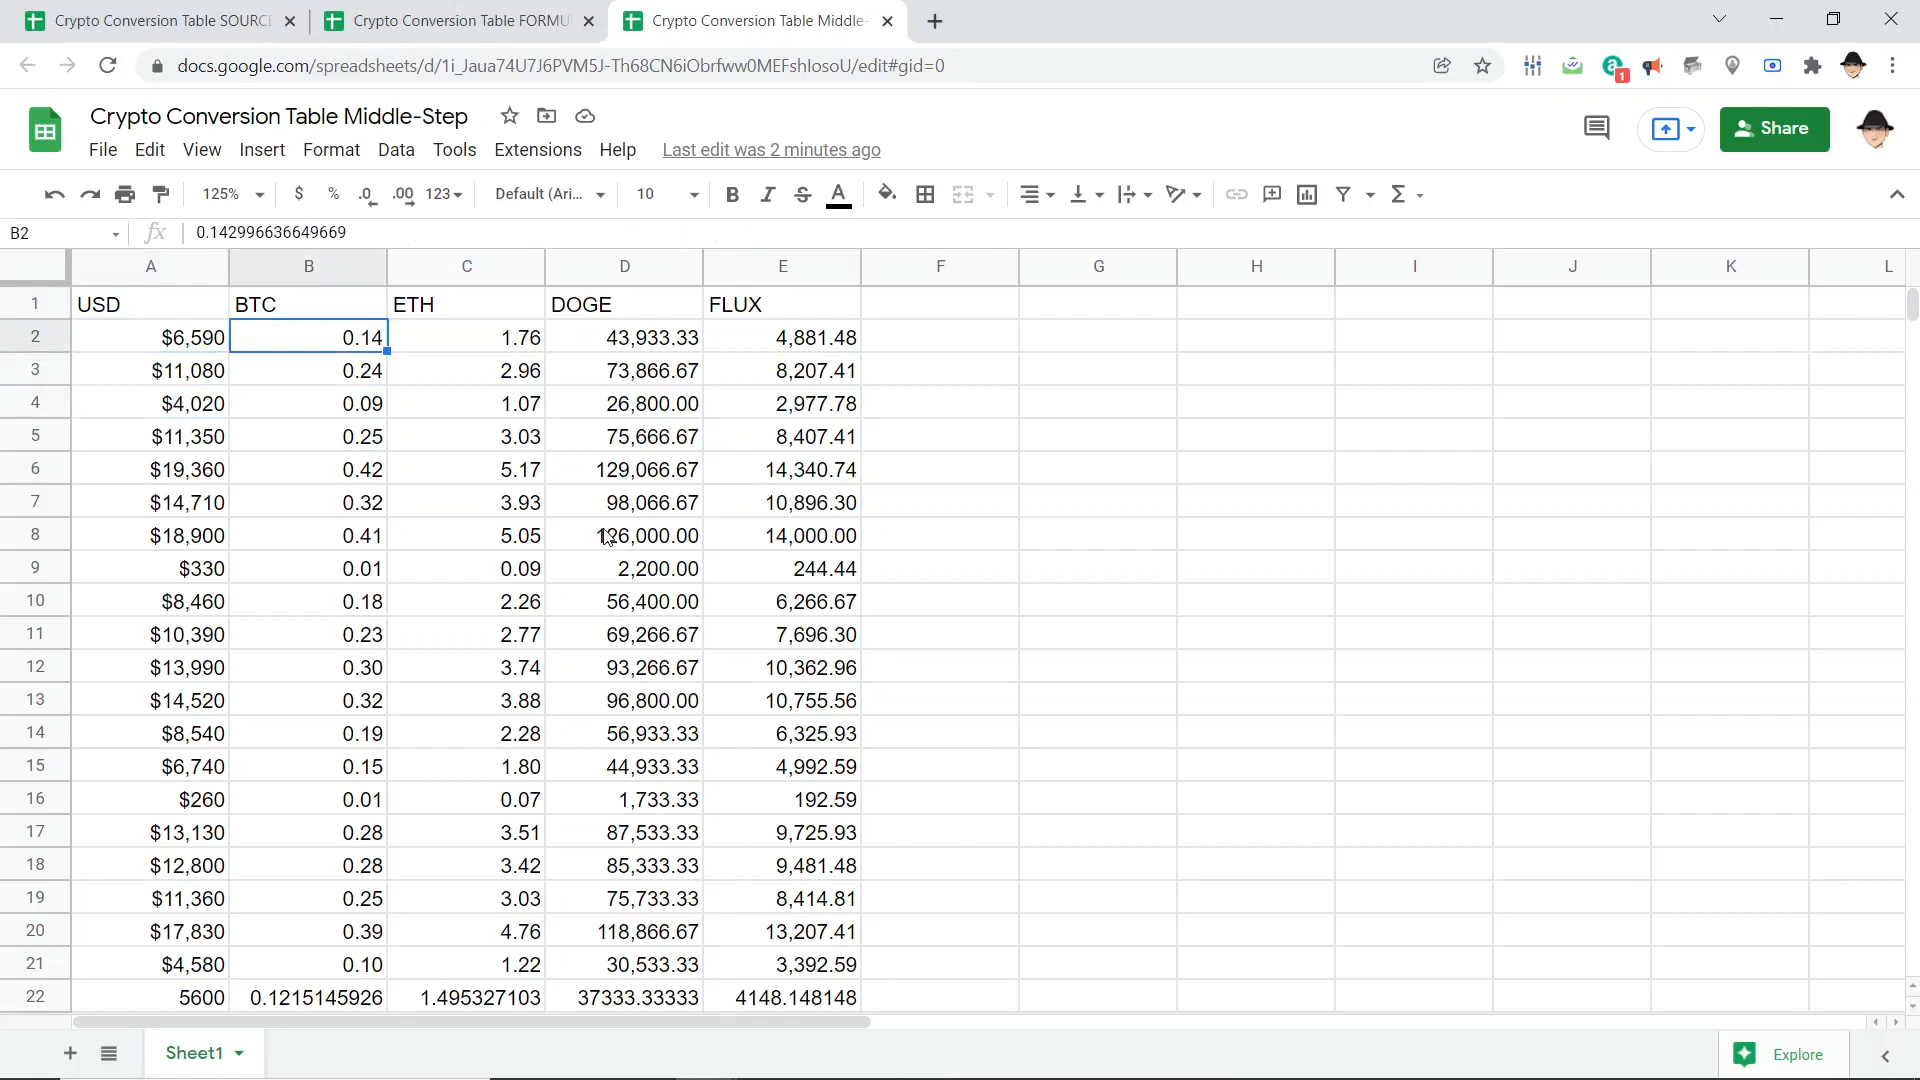 Crypto Conversion Table SOURC
Crypto Conversion Table FORMU
Crypto Conversion Table Middle-
docs.google.com/spreadsheets/d/1i_Jaua74U7J6PVM5J-Th68CN6iObrfww0MEFshIosoU/edit#gid=0
1
Crypto Conversion Table Middle-Step
File Edit View Insert Format Data Tools Extensions Help Last edit was 2 minutes ago
Share
125% $ % .0 .00 123 Default (Ari... 10 B I S A Σ
B2 fx 0.142996636649669
A B C D E F G H I J K L
1 USD BTC ETH DOGE FLUX
2 $6,590 0.14 1.76 43,933.33 4,881.48
3 $11,080 0.24 2.96 73,866.67 8,207.41
4 $4,020 0.09 1.07 26,800.00 2,977.78
5 $11,350 0.25 3.03 75,666.67 8,407.41
6 $19,360 0.42 5.17 129,066.67 14,340.74
7 $14,710 0.32 3.93 98,066.67 10,896.30
8 $18,900 0.41 5.05 126,000.00 14,000.00
9 $330 0.01 0.09 2,200.00 244.44
10 $8,460 0.18 2.26 56,400.00 6,266.67
11 $10,390 0.23 2.77 69,266.67 7,696.30
12 $13,990 0.30 3.74 93,266.67 10,362.96
13 $14,520 0.32 3.88 96,800.00 10,755.56
14 $8,540 0.19 2.28 56,933.33 6,325.93
15 $6,740 0.15 1.80 44,933.33 4,992.59
16 $260 0.01 0.07 1,733.33 192.59
17 $13,130 0.28 3.51 87,533.33 9,725.93
18 $12,800 0.28 3.42 85,333.33 9,481.48
19 $11,360 0.25 3.03 75,733.33 8,414.81
20 $17,830 0.39 4.76 118,866.67 13,207.41
21 $4,580 0.10 1.22 30,533.33 3,392.59
22 5600 0.1215145926 1.495327103 37333.33333 4148.148148
Sheet1
Explore